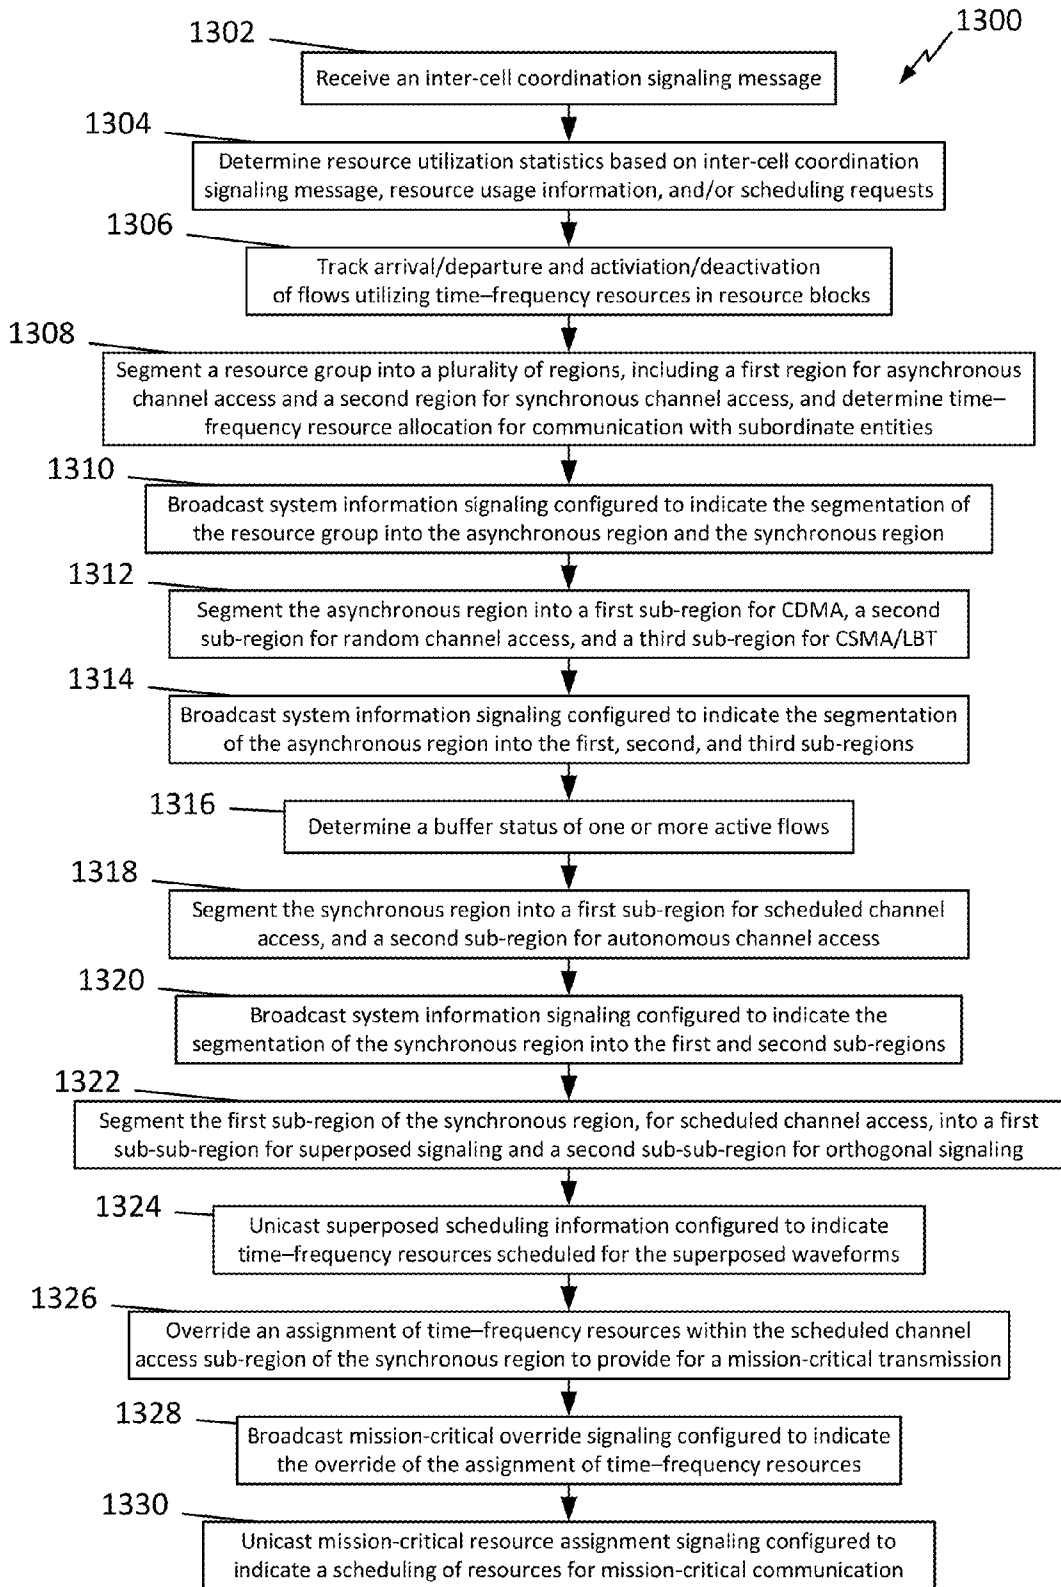 1300
1302
Receive an inter-cell coordination signaling message
1304
Determine resource utilization statistics based on inter-cell coordination
signaling message, resource usage information, and/or scheduling requests
1306
Track arrival/departure and activiation/deactivation
of flows utilizing time–frequency resources in resource blocks
1308
Segment a resource group into a plurality of regions, including a first region for asynchronous
channel access and a second region for synchronous channel access, and determine time–
frequency resource allocation for communication with subordinate entities
1310
Broadcast system information signaling configured to indicate the segmentation of
the resource group into the asynchronous region and the synchronous region
1312
Segment the asynchronous region into a first sub-region for CDMA, a second
sub-region for random channel access, and a third sub-region for CSMA/LBT
1314
Broadcast system information signaling configured to indicate the segmentation
of the asynchronous region into the first, second, and third sub-regions
1316
Determine a buffer status of one or more active flows
1318
Segment the synchronous region into a first sub-region for scheduled channel
access, and a second sub-region for autonomous channel access
1320
Broadcast system information signaling configured to indicate the
segmentation of the synchronous region into the first and second sub-regions
1322
Segment the first sub-region of the synchronous region, for scheduled channel access, into a first
sub-sub-region for superposed signaling and a second sub-sub-region for orthogonal signaling
1324
Unicast superposed scheduling information configured to indicate
time–frequency resources scheduled for the superposed waveforms
1326
Override an assignment of time–frequency resources within the scheduled channel
access sub-region of the synchronous region to provide for a mission-critical transmission
1328
Broadcast mission-critical override signaling configured to indicate
the override of the assignment of time–frequency resources
1330
Unicast mission-critical resource assignment signaling configured to
indicate a scheduling of resources for mission-critical communication